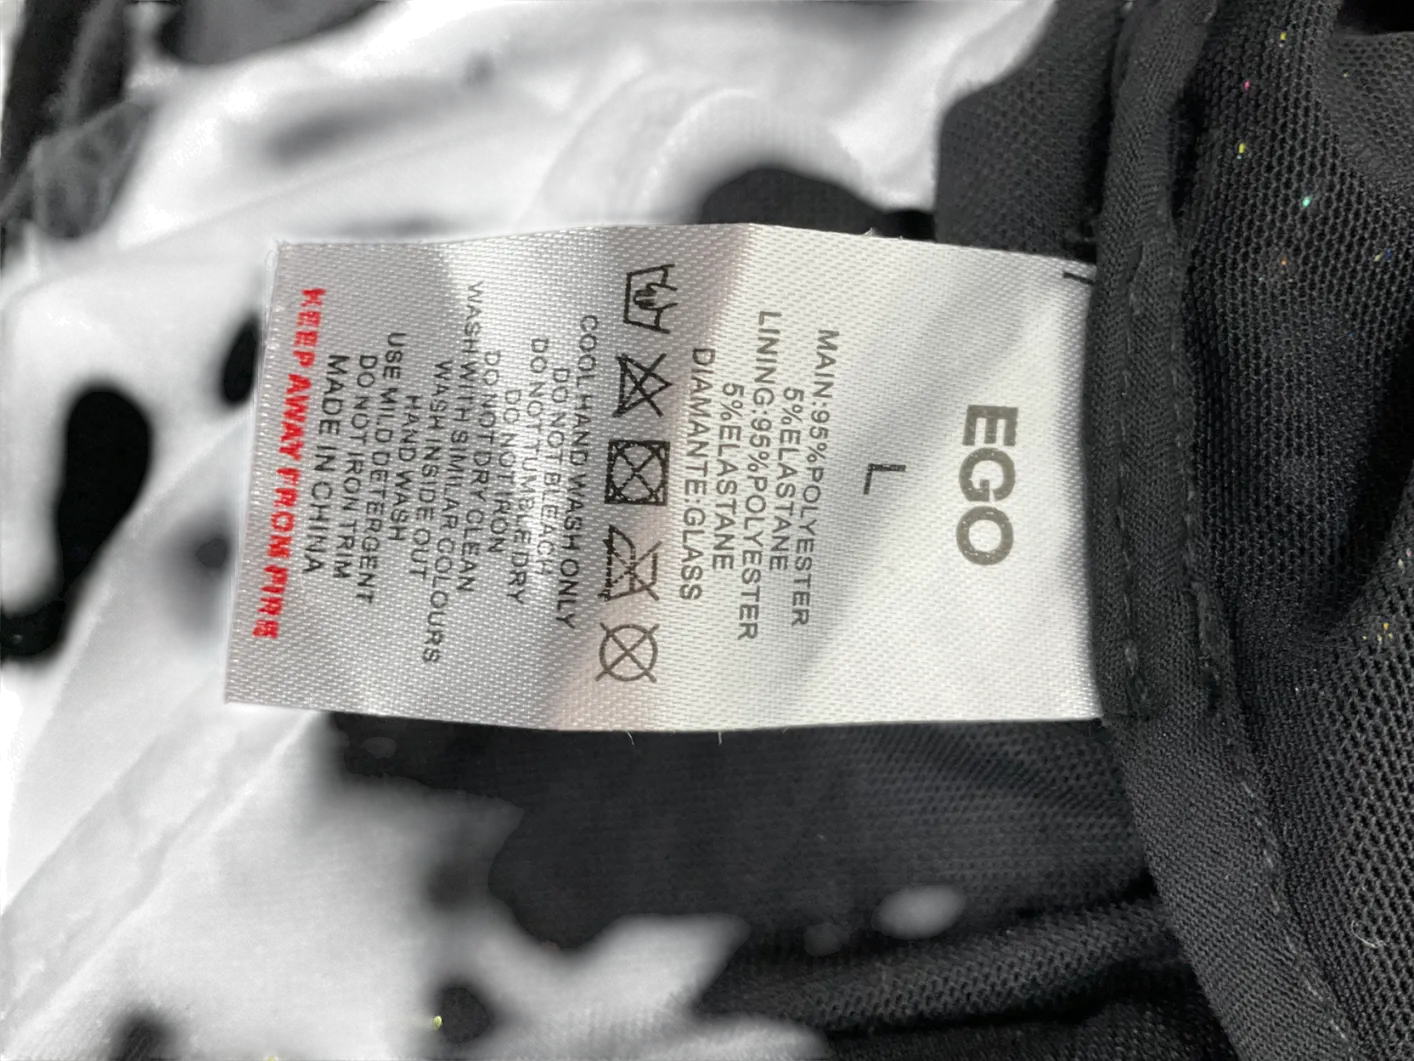 EGO
L
MAIN:95%POLYESTER
5%ELASTANE
LINING:95%POLYESTER
5%ELASTANE
DIAMANTE:GLASS
COOL HAND WASH ONLY
DO NOT BLEACH
DO NOT TUMBLE DRY
DO NOT IRON
DO NOT DRY CLEAN
WASH WITH SIMILAR COLOURS
WASH INSIDE OUT
HAND WASH
USE MILD DETERGENT
DO NOT IRON TRIM
MADE IN CHINA
KEEP AWAY FROM FIRE